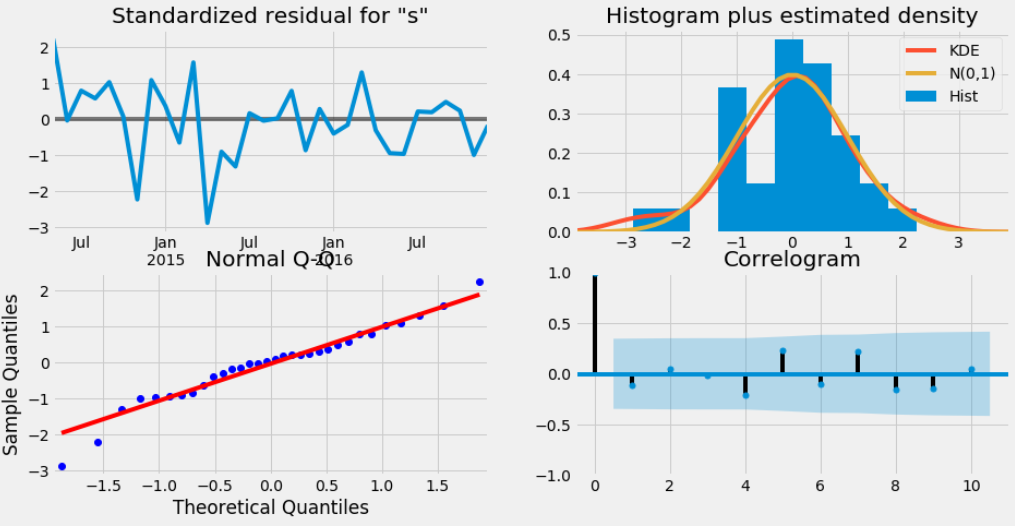 Standardized residual for "s"
2
1
0
−1
−2
−3
Jul
Jan
2015
Jul
Jan
2016
Jul
Histogram plus estimated density
0.5
0.4
0.3
0.2
0.1
0.0
KDE
N(0,1)
Hist
−3 −2 −1 0 1 2 3
Normal Q-Q
Sample Quantiles
2
1
0
−1
−2
−3
−1.5 −1.0 −0.5 0.0 0.5 1.0 1.5
Theoretical Quantiles
Correlogram
1.0
0.5
0.0
−0.5
−1.0
0 2 4 6 8 10